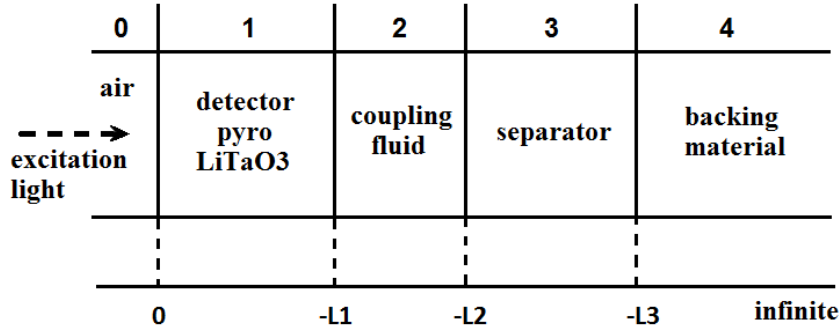 0 1 2 3 4
air
excitation
light
detector
pyro
LiTaO3
coupling
fluid
separator
backing
material
0 -L1 -L2 -L3 infinite